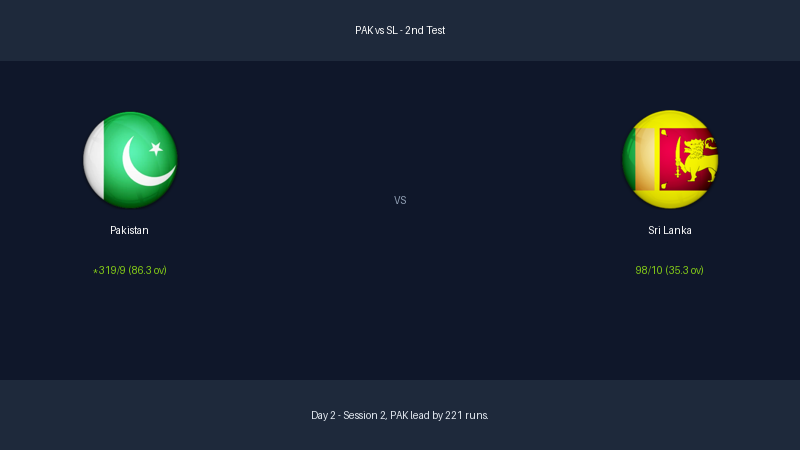 PAK vs SL - 2nd Test
VS
Pakistan
Sri Lanka
*319/9 (86.3 ov)
98/10 (35.3 ov)
Day 2 - Session 2, PAK lead by 221 runs.